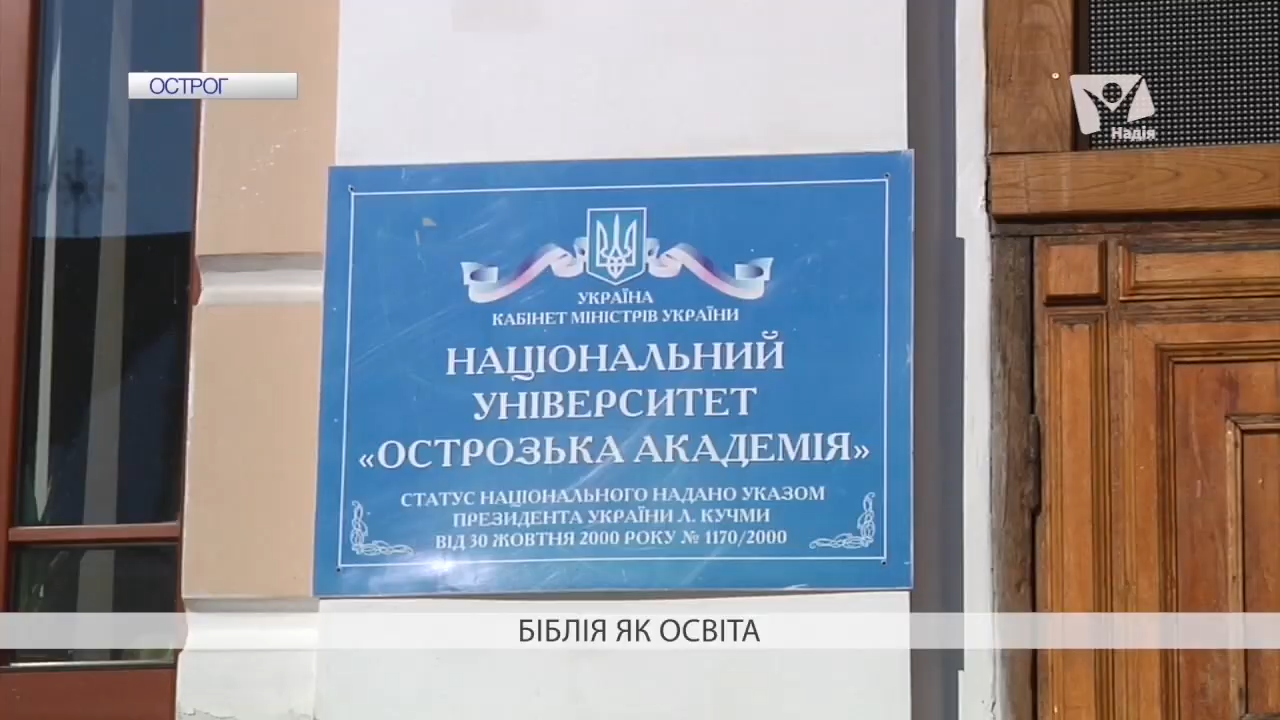 ОСТРОГ
Надія
УКРАЇНА
КАБІНЕТ МІНІСТРІВ УКРАЇНИ
НАЦІОНАЛЬНИЙ
УНІВЕРСИТЕТ
«ОСТРОЗЬКА АКАДЕМІЯ»
СТАТУС НАЦІОНАЛЬНОГО НАДАНО УКАЗОМ
ПРЕЗИДЕНТА УКРАЇНИ Л. КУЧМИ
ВІД 30 ЖОВТНЯ 2000 РОКУ № 1170/2000
БІБЛІЯ ЯК ОСВІТА